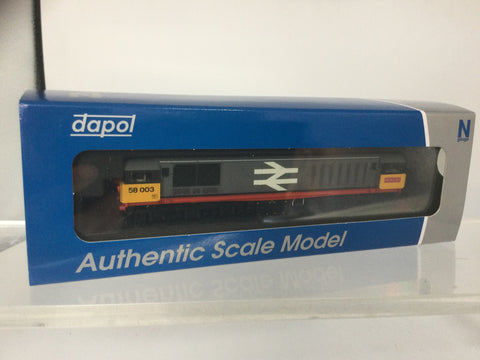 dapol
N
58 003
Authentic Scale Model